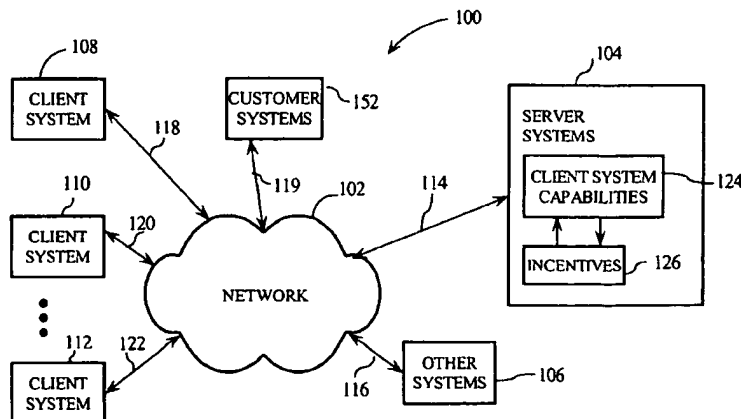 100
108
CLIENT
SYSTEM
118
CUSTOMER
SYSTEMS
152
119
102
104
SERVER
SYSTEMS
CLIENT SYSTEM
CAPABILITIES
124
INCENTIVES
126
114
110
CLIENT
SYSTEM
120
NETWORK
112
CLIENT
SYSTEM
122
116
OTHER
SYSTEMS
106